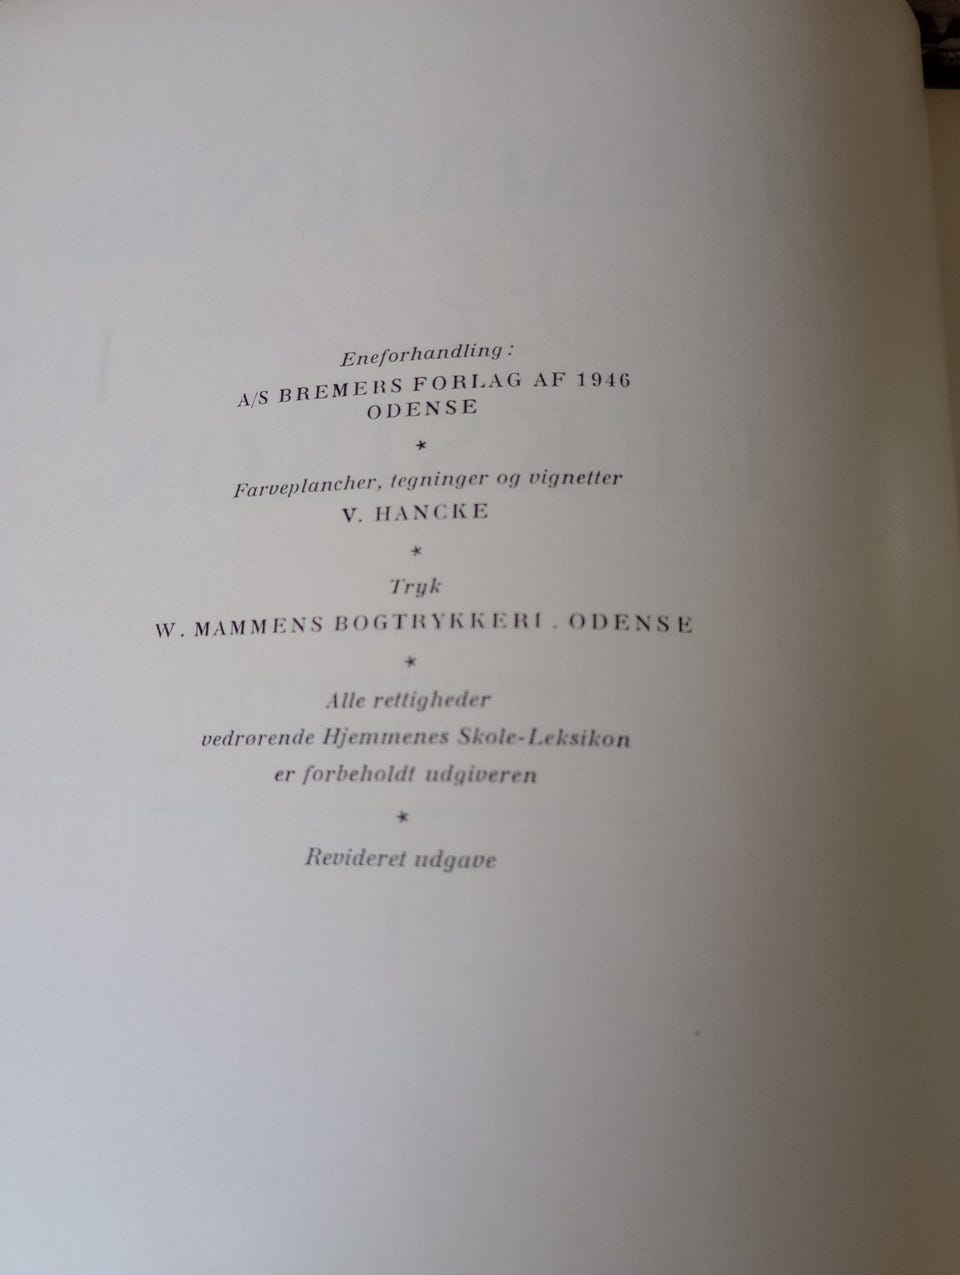 Eneforhandling:
A/S BREMERS FORLAG AF 1946
ODENSE
*
Farveplancher, tegninger og vignetter
V. HANCKE
*
Tryk
W. MAMMENS BOGTRYKKERI . ODENSE
*
Alle rettigheder
vedrørende Hjemmenes Skole-Leksikon
er forbeholdt udgiveren
*
Revideret udgave